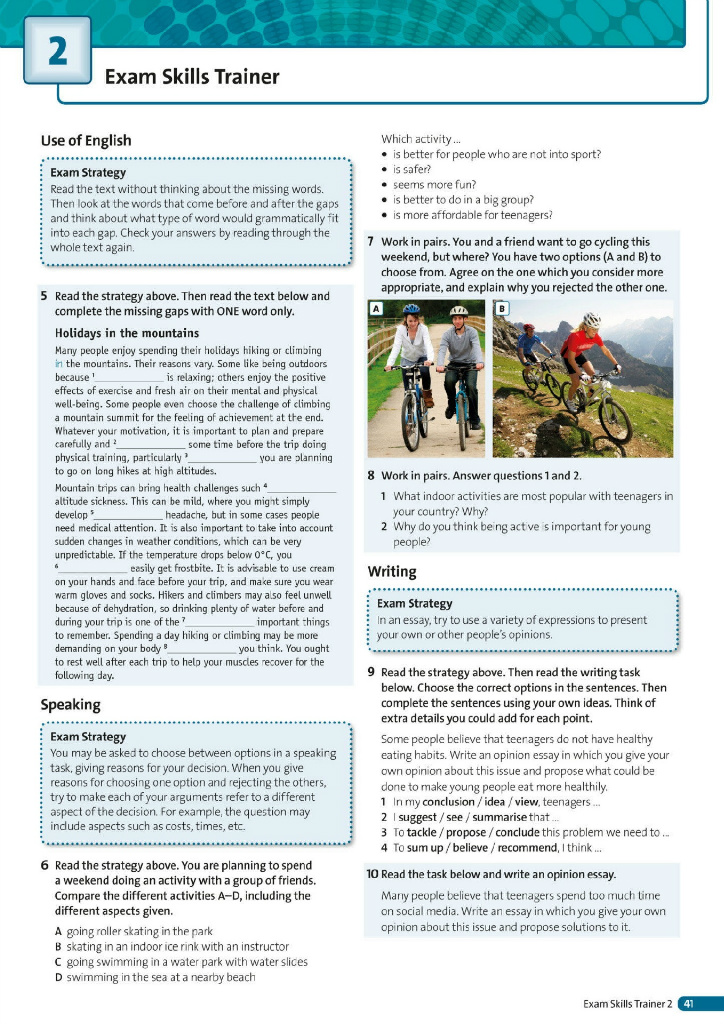 2
Exam Skills Trainer
Use of English
Exam Strategy
Read the text without thinking about the missing words.
Then look at the words that come before and after the gaps
and think about what type of word would grammatically fit
into each gap. Check your answers by reading through the
whole text again.
5 Read the strategy above. Then read the text below and
complete the missing gaps with ONE word only.
Holidays in the mountains
Many people enjoy spending their holidays hiking or climbing
in the mountains. Their reasons vary. Some like being outdoors
because 1____________ is relaxing; others enjoy the positive
effects of exercise and fresh air on their mental and physical
well-being. Some people even choose the challenge of climbing
a mountain summit for the feeling of achievement at the end.
Whatever your motivation, it is important to plan and prepare
carefully and 2____________ some time before the trip doing
physical training, particularly 3____________ you are planning
to go on long hikes at high altitudes.
Mountain trips can bring health challenges such 4____________
altitude sickness. This can be mild, where you might simply
develop 5____________ headache, but in some cases people
need medical attention. It is also important to take into account
sudden changes in weather conditions, which can be very
unpredictable. If the temperature drops below 0°C, you
6____________ easily get frostbite. It is advisable to use cream
on your hands and face before your trip, and make sure you wear
warm gloves and socks. Hikers and climbers may also feel unwell
because of dehydration, so drinking plenty of water before and
during your trip is one of the 7____________ important things
to remember. Spending a day hiking or climbing may be more
demanding on your body 8____________ you think. You ought
to rest well after each trip to help your muscles recover for the
following day.
Speaking
Exam Strategy
You may be asked to choose between options in a speaking
task, giving reasons for your decision. When you give
reasons for choosing one option and rejecting the others,
try to make each of your arguments refer to a different
aspect of the decision. For example, the question may
include aspects such as costs, times, etc.
6 Read the strategy above. You are planning to spend
a weekend doing an activity with a group of friends.
Compare the different activities A–D, including the
different aspects given.
A going roller skating in the park
B skating in an indoor ice rink with an instructor
C going swimming in a water park with water slides
D swimming in the sea at a nearby beach
Which activity ...
• is better for people who are not into sport?
• is safer?
• seems more fun?
• is better to do in a big group?
• is more affordable for teenagers?
7 Work in pairs. You and a friend want to go cycling this
weekend, but where? You have two options (A and B) to
choose from. Agree on the one which you consider more
appropriate, and explain why you rejected the other one.
A
B
8 Work in pairs. Answer questions 1 and 2.
1 What indoor activities are most popular with teenagers in
your country? Why?
2 Why do you think being active is important for young
people?
Writing
Exam Strategy
In an essay, try to use a variety of expressions to present
your own or other people's opinions.
9 Read the strategy above. Then read the writing task
below. Choose the correct options in the sentences. Then
complete the sentences using your own ideas. Think of
extra details you could add for each point.
Some people believe that teenagers do not have healthy
eating habits. Write an opinion essay in which you give your
own opinion about this issue and propose what could be
done to make young people eat more healthily.
1 In my conclusion / idea / view, teenagers ...
2 I suggest / see / summarise that ...
3 To tackle / propose / conclude this problem we need to ...
4 To sum up / believe / recommend, I think ...
10 Read the task below and write an opinion essay.
Many people believe that teenagers spend too much time
on social media. Write an essay in which you give your own
opinion about this issue and propose solutions to it.
Exam Skills Trainer 2 41